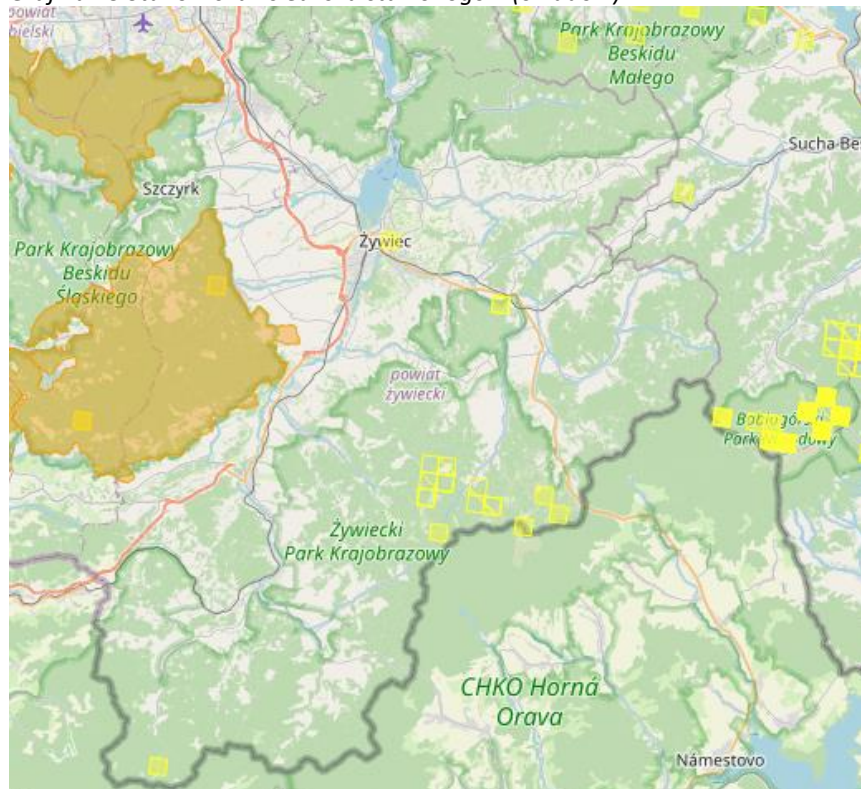 powiat
bielski
Park Krajobrazowy
Beskidu
Małego
Sucha Be
Szczyrk
Żywiec
Park Krajobrazowy
Beskidu
Śląskiego
powiat
żywiecki
Park
Żywiecki
Park Krajobrazowy
CHKO Horná
Orava
Námestovo